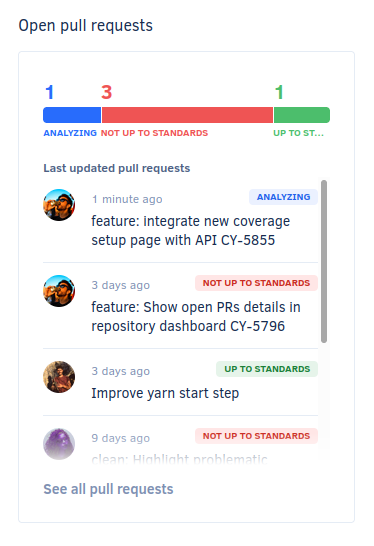 Open pull requests
1 3 1
ANALYZING NOT UP TO STANDARDS UP TO ST...
Last updated pull requests
1 minute ago ANALYZING
feature: integrate new coverage
setup page with API CY-5855
3 days ago NOT UP TO STANDARDS
feature: Show open PRs details in
repository dashboard CY-5796
3 days ago UP TO STANDARDS
Improve yarn start step
9 days ago NOT UP TO STANDARDS
clean: Highlight problematic
See all pull requests